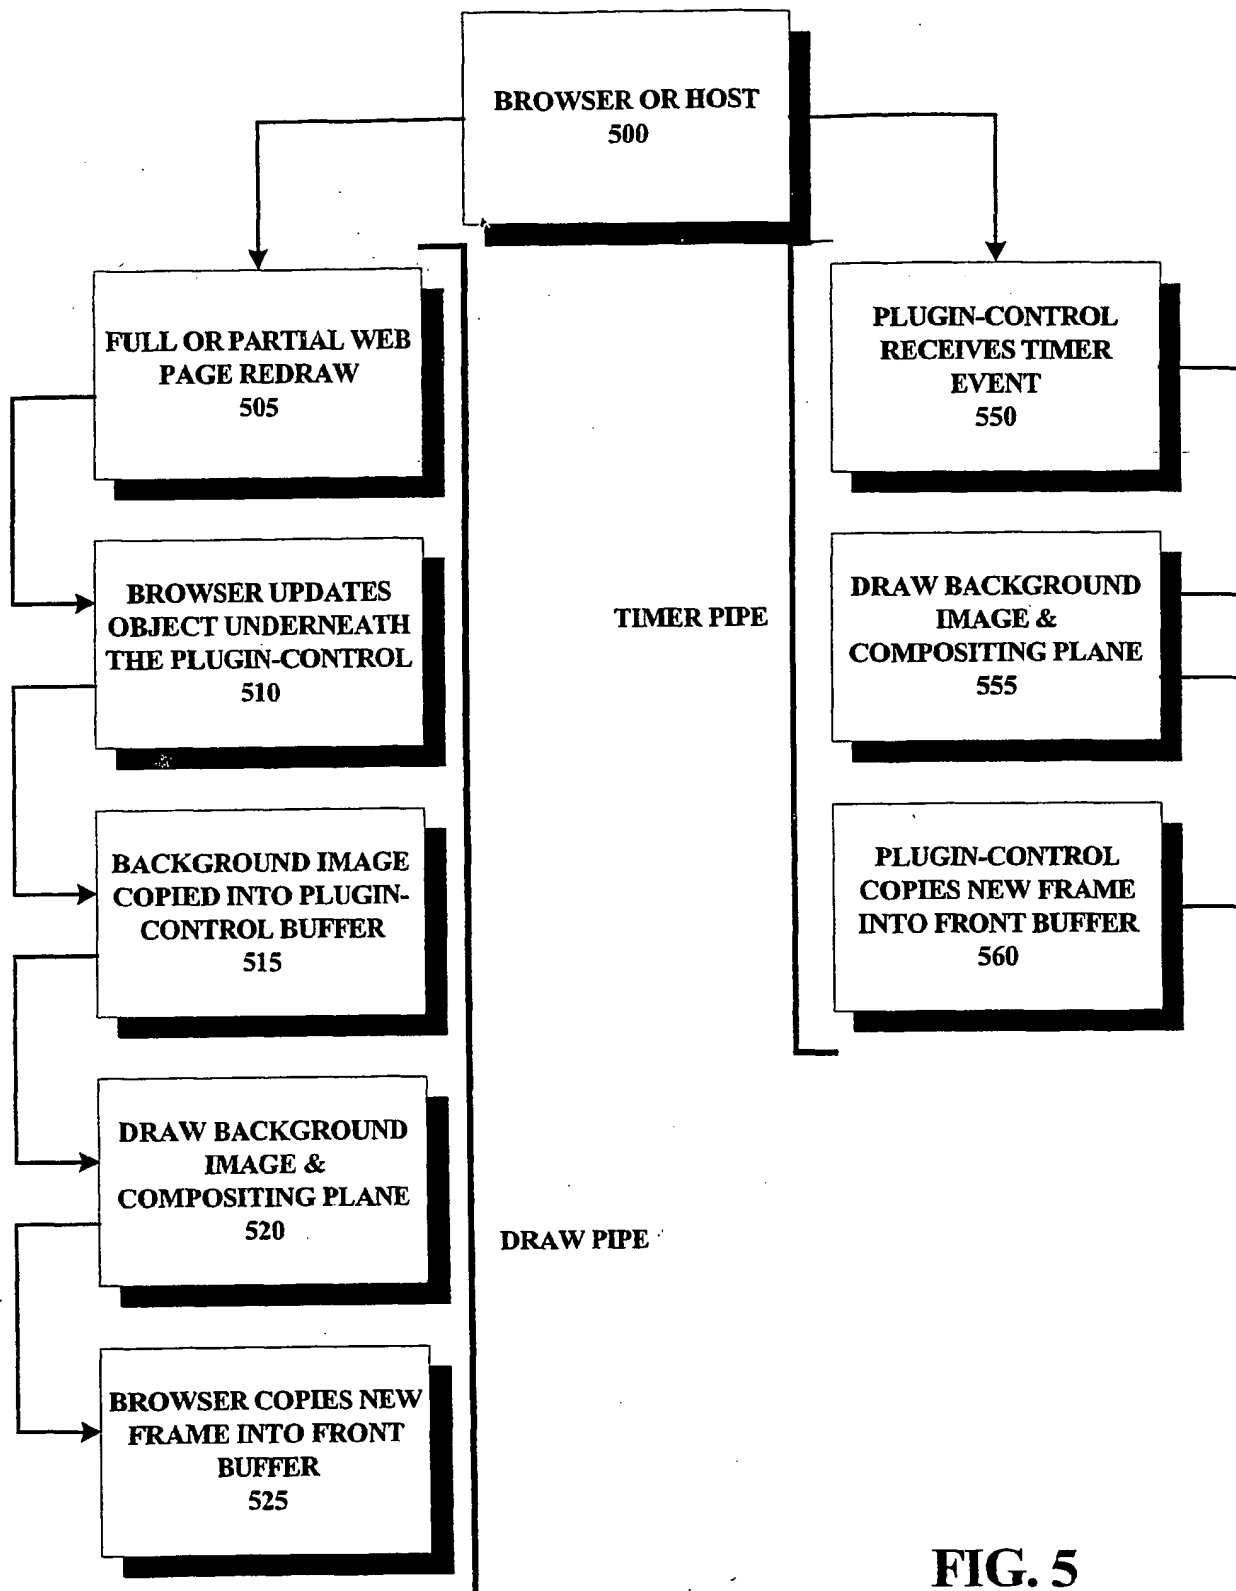 BROWSER OR HOST
500
FULL OR PARTIAL WEB
PAGE REDRAW
505
BROWSER UPDATES
OBJECT UNDERNEATH
THE PLUGIN-CONTROL
510
BACKGROUND IMAGE
COPIED INTO PLUGIN-
CONTROL BUFFER
515
DRAW BACKGROUND
IMAGE &
COMPOSITING PLANE
520
BROWSER COPIES NEW
FRAME INTO FRONT
BUFFER
525
DRAW PIPE
TIMER PIPE
PLUGIN-CONTROL
RECEIVES TIMER
EVENT
550
DRAW BACKGROUND
IMAGE &
COMPOSITING PLANE
555
PLUGIN-CONTROL
COPIES NEW FRAME
INTO FRONT BUFFER
560
FIG. 5